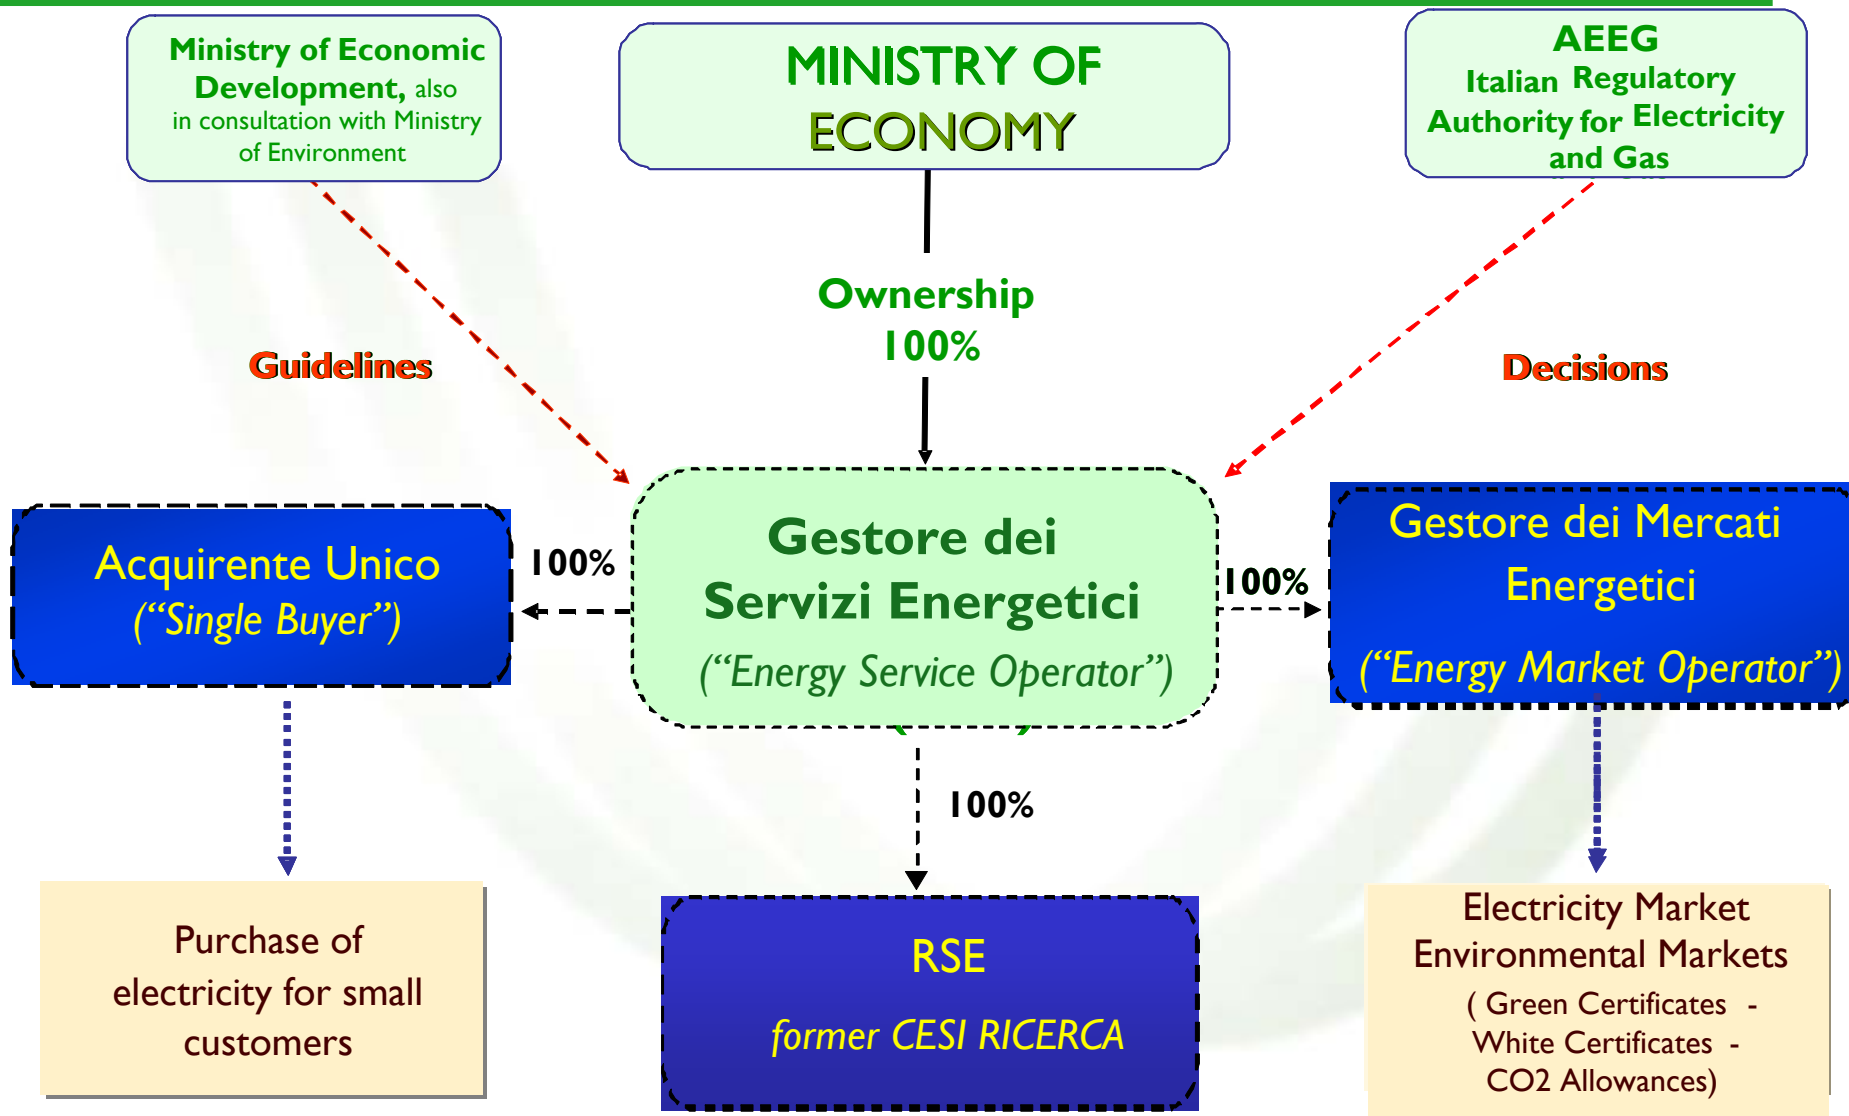 Ministry of Economic
Development, also
in consultation with Ministry
of Environment
MINISTRY OF
ECONOMY
AEEG
Italian Regulatory
Authority for Electricity
and Gas
Ownership
100%
Guidelines
Decisions
Acquirente Unico
(“Single Buyer”)
100%
Gestore dei
Servizi Energetici
(“Energy Service Operator”)
100%
Gestore dei Mercati
Energetici
(“Energy Market Operator”)
100%
Purchase of
electricity for small
customers
RSE
former CESI RICERCA
Electricity Market
Environmental Markets
( Green Certificates -
White Certificates -
CO2 Allowances)